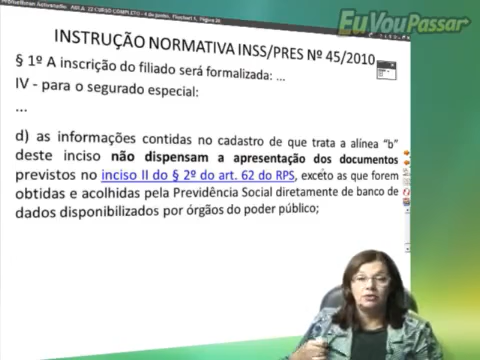 EuVouPassar
INSTRUÇÃO NORMATIVA INSS/PRES Nº 45/2010
§ 1º A inscrição do filiado será formalizada: ...
IV - para o segurado especial:
...
d) as informações contidas no cadastro de que trata a alínea “b”
deste inciso não dispensam a apresentação dos documentos
previstos no inciso II do § 2º do art. 62 do RPS, exceto as que forem
obtidas e acolhidas pela Previdência Social diretamente de banco de
dados disponibilizados por órgãos do poder público;